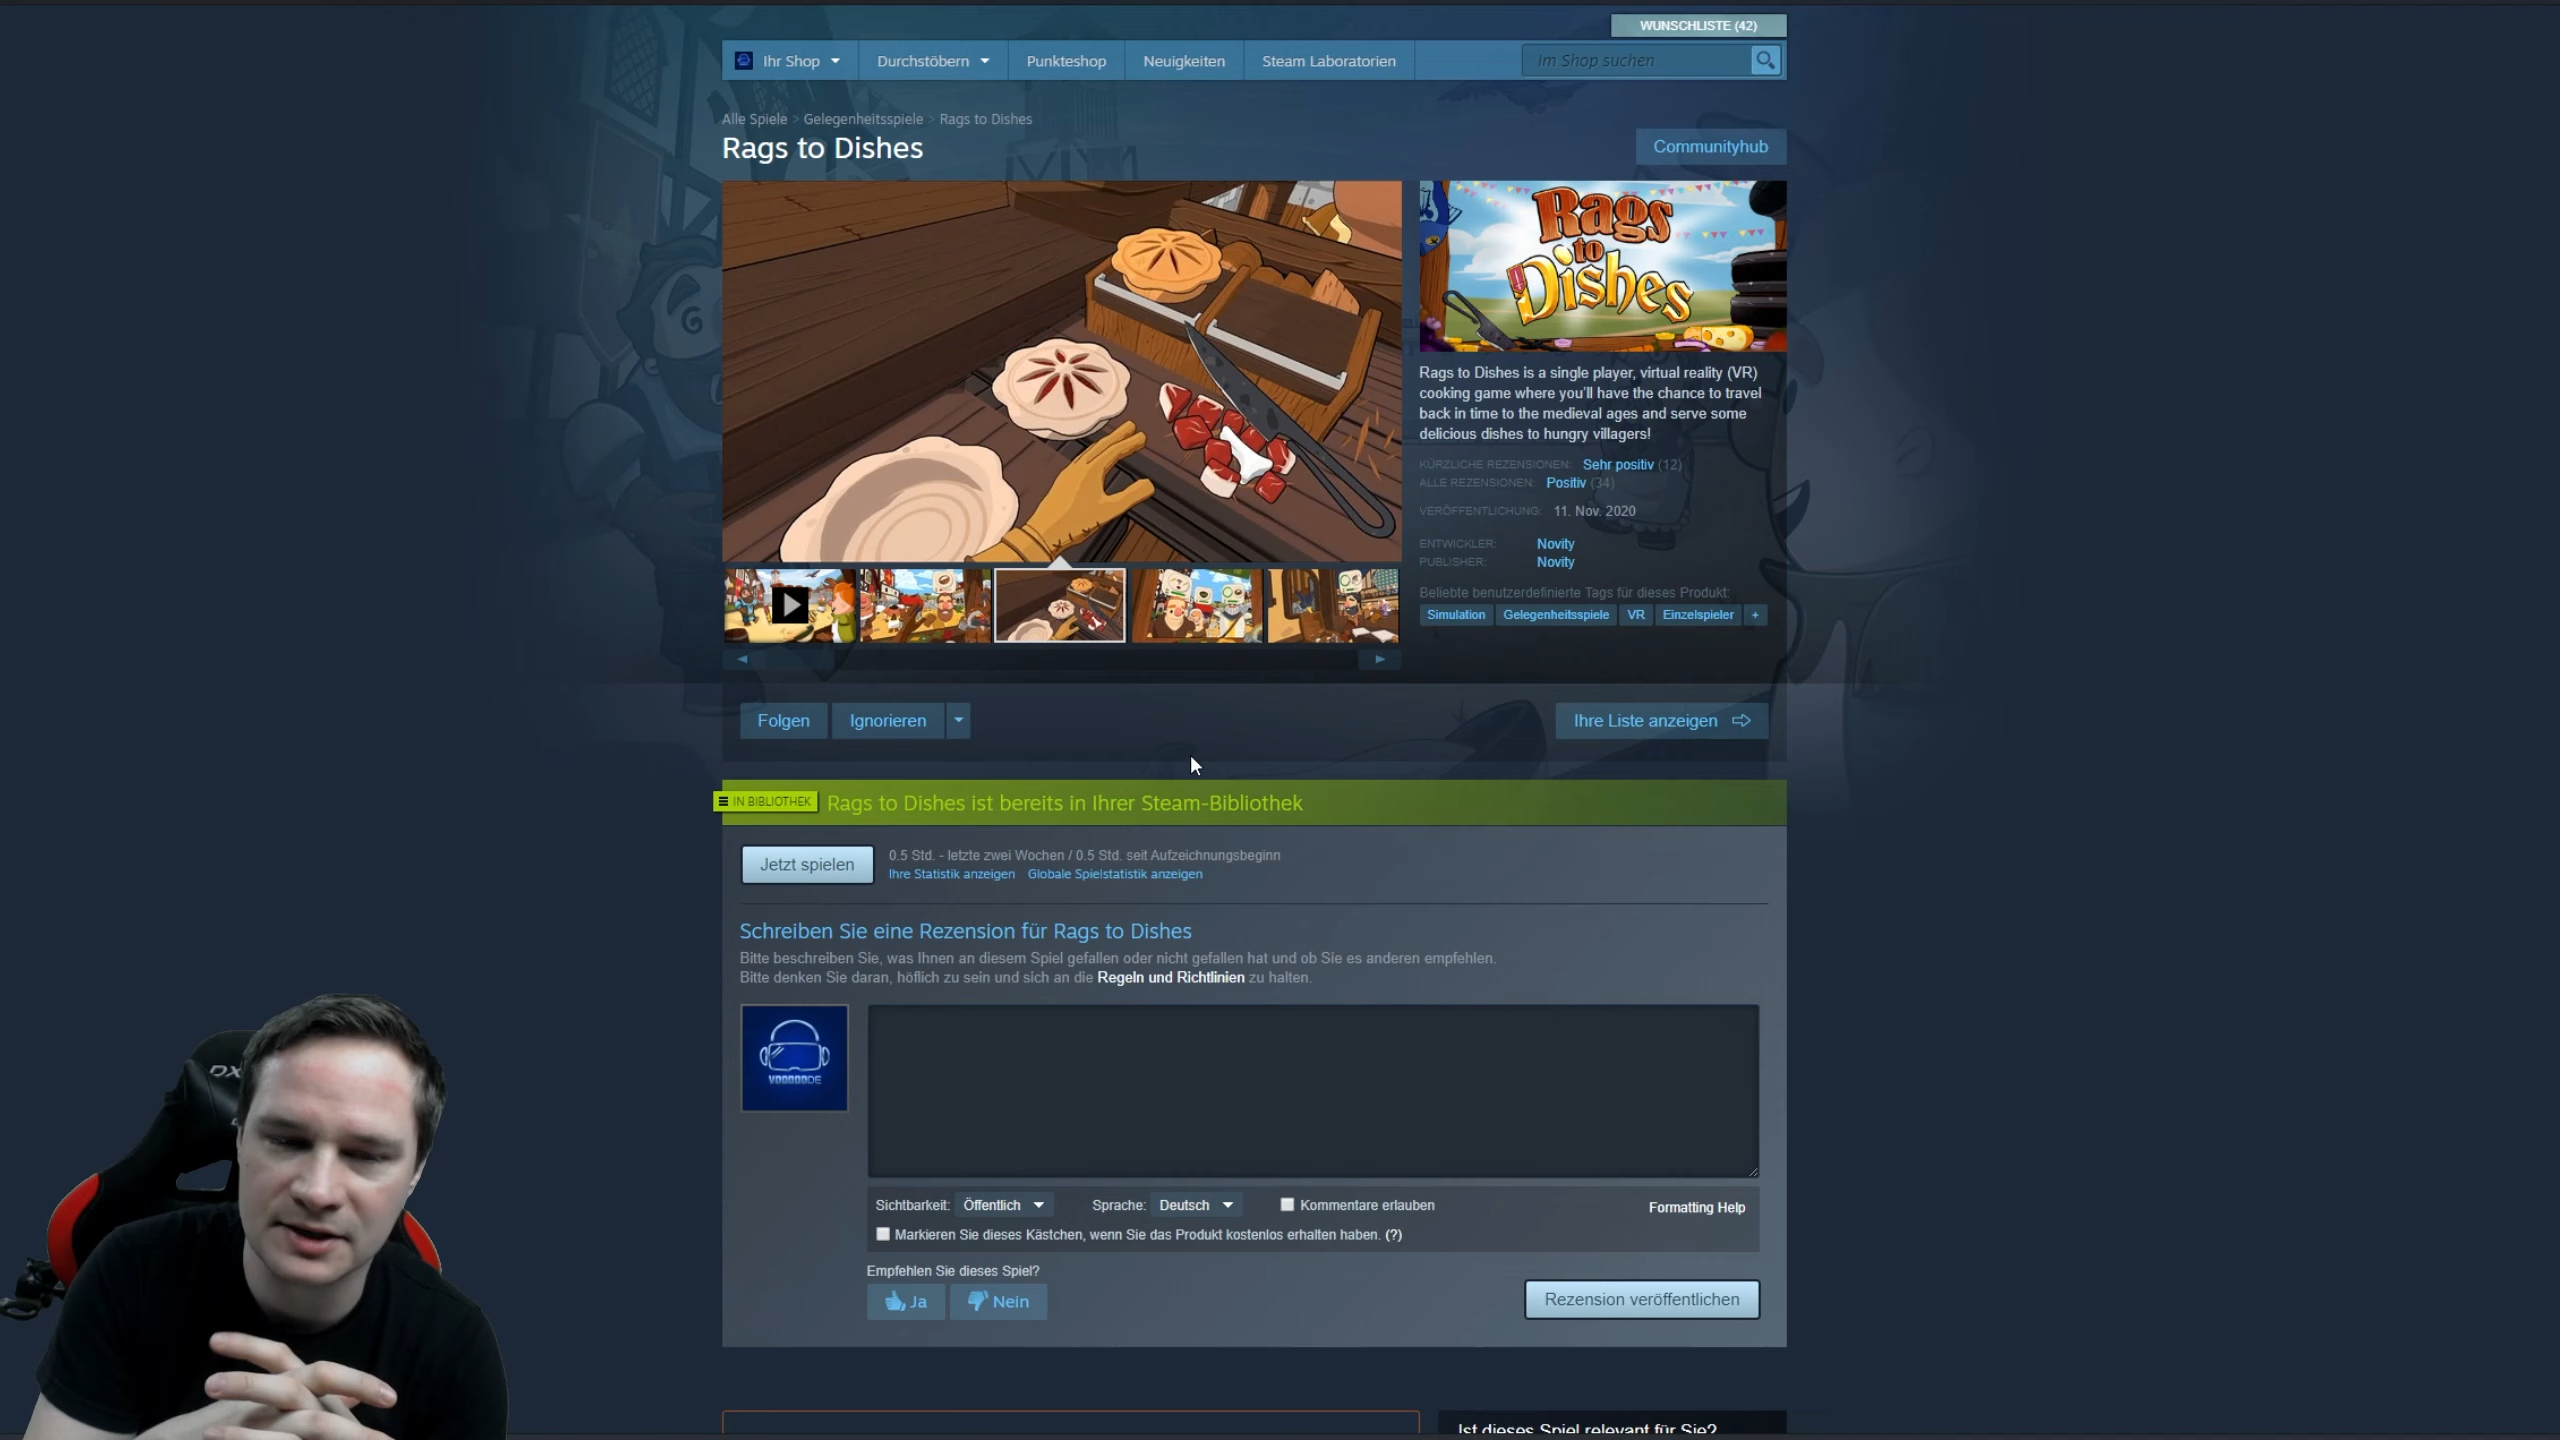 WUNSCHLISTE (42)
Ihr Shop
Durchstöbern
Punkteshop
Neuigkeiten
Steam Laboratorien
Im Shop suchen
Alle Spiele > Gelegenheitsspiele > Rags to Dishes
Rags to Dishes
Communityhub
Rags
to
Dishes
Rags to Dishes is a single player, virtual reality (VR)
cooking game where you'll have the chance to travel
back in time to the medieval ages and serve some
delicious dishes to hungry villagers!
KÜRZLICHE REZENSIONEN: Sehr positiv (12)
ALLE REZENSIONEN: Positiv (34)
VERÖFFENTLICHUNG: 11. Nov. 2020
ENTWICKLER: Novity
PUBLISHER: Novity
Beliebte benutzerdefinierte Tags für dieses Produkt:
Simulation
Gelegenheitsspiele
VR
Einzelspieler
+
Folgen
Ignorieren
Ihre Liste anzeigen
IN BIBLIOTHEK
Rags to Dishes ist bereits in Ihrer Steam-Bibliothek
Jetzt spielen
0.5 Std. - letzte zwei Wochen / 0.5 Std. seit Aufzeichnungsbeginn
Ihre Statistik anzeigen Globale Spielstatistik anzeigen
Schreiben Sie eine Rezension für Rags to Dishes
Bitte beschreiben Sie, was Ihnen an diesem Spiel gefallen oder nicht gefallen hat und ob Sie es anderen empfehlen.
Bitte denken Sie daran, höflich zu sein und sich an die Regeln und Richtlinien zu halten.
VOODOODE
Sichtbarkeit: Öffentlich
Sprache: Deutsch
Kommentare erlauben
Formatting Help
Markieren Sie dieses Kästchen, wenn Sie das Produkt kostenlos erhalten haben. (?)
Empfehlen Sie dieses Spiel?
Ja
Nein
Rezension veröffentlichen
DX
Ist dieses Spiel relevant für Sie?